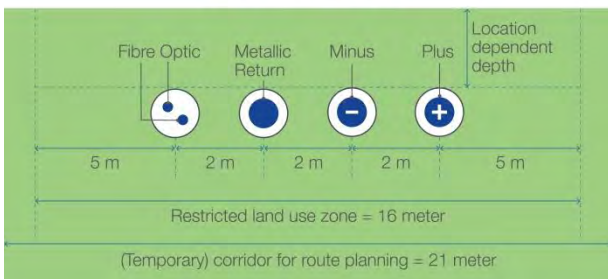 Location
dependent
depth
Fibre Optic
Metallic
Return
Minus
Plus
−
+
5 m
2 m
2 m
2 m
5 m
Restricted land use zone = 16 meter
(Temporary) corridor for route planning = 21 meter